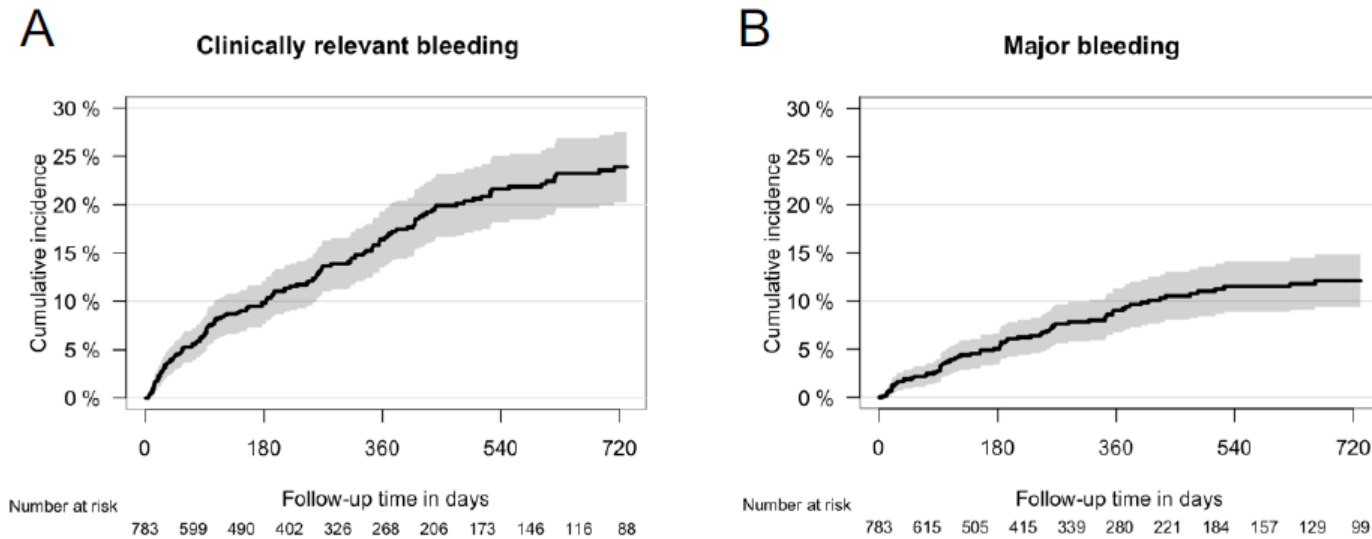 A
Clinically relevant bleeding
Cumulative incidence
30 %
25 %
20 %
15 %
10 %
5 %
0 %
0 180 360 540 720
Follow-up time in days
Number at risk
783 599 490 402 326 268 206 173 146 116 88
B
Major bleeding
Cumulative incidence
30 %
25 %
20 %
15 %
10 %
5 %
0 %
0 180 360 540 720
Follow-up time in days
Number at risk
783 615 505 415 339 280 221 184 157 129 99